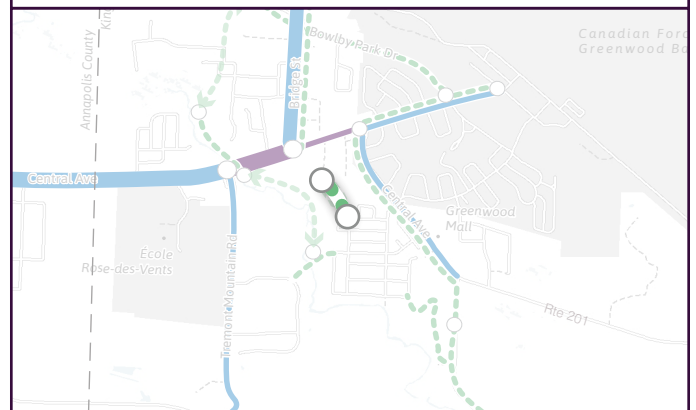 Kin
Annapolis County
Bowlby Park Dr
Bridge St
Canadian Forc
Greenwood Ba
Central Ave
Central Ave
Greenwood
Mall
École
Rose-des-Vents
Tremont Mountain Rd
Rte 201